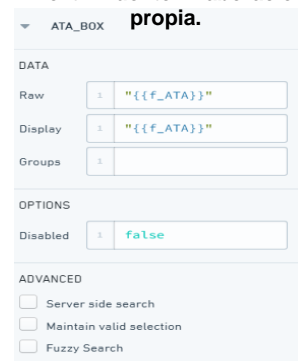 propia.
ATA_BOX
DATA
Raw 1 "{{f_ATA}}"
Display 1 "{{f_ATA}}"
Groups 1
OPTIONS
Disabled 1 false
ADVANCED
Server side search
Maintain valid selection
Fuzzy Search